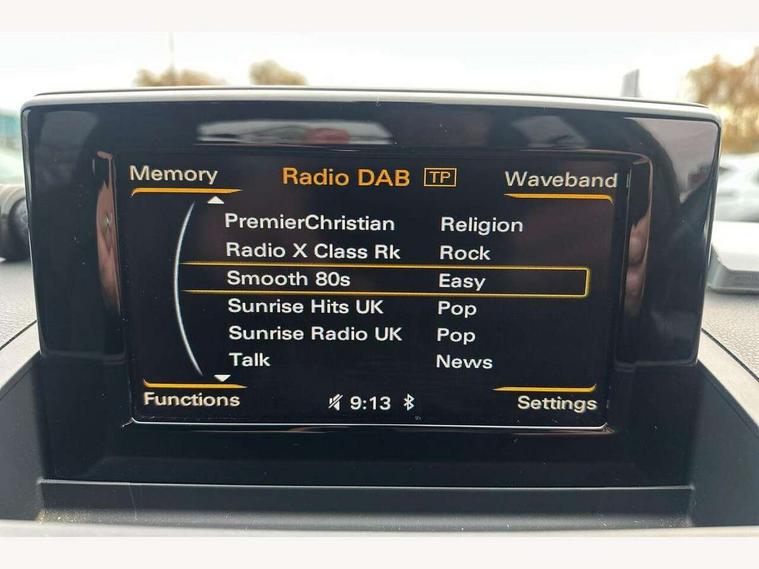 Memory Radio DAB TP Waveband
PremierChristian Religion
Radio X Class Rk Rock
Smooth 80s Easy
Sunrise Hits UK Pop
Sunrise Radio UK Pop
Talk News
Functions 9:13 Settings